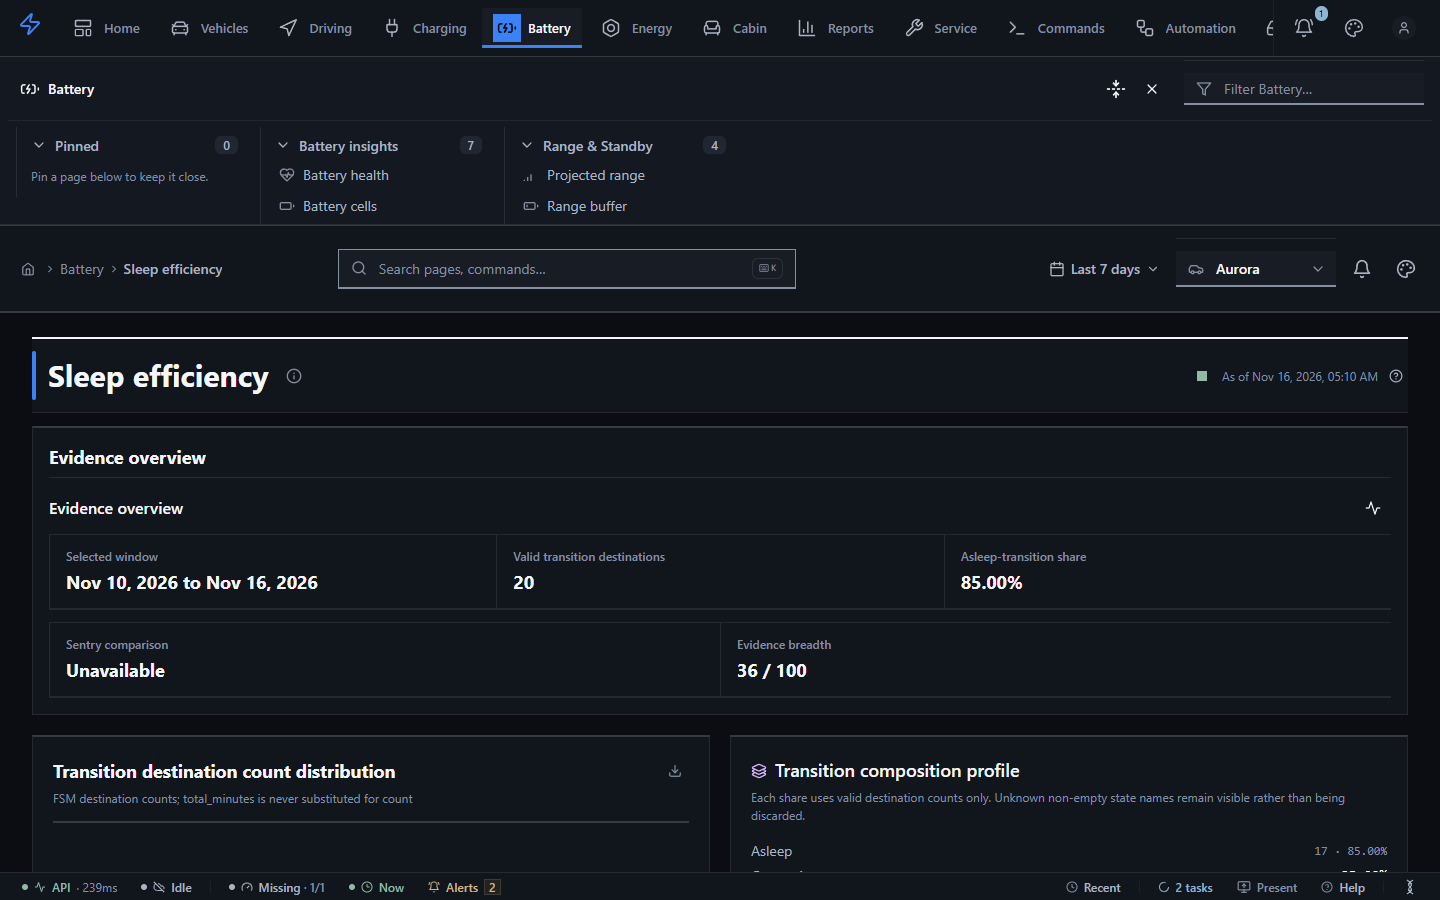 Home
Vehicles
Driving
Charging
Battery
Energy
Cabin
Reports
Service
Commands
Automation
1
Battery
Filter Battery...
Pinned
0
Pin a page below to keep it close.
Battery insights
7
Battery health
Battery cells
Range & Standby
4
Projected range
Range buffer
Battery
Sleep efficiency
Search pages, commands...
K
Last 7 days
Aurora
Sleep efficiency
As of Nov 16, 2026, 05:10 AM
Evidence overview
Evidence overview
Selected window
Nov 10, 2026 to Nov 16, 2026
Valid transition destinations
20
Asleep-transition share
85.00%
Sentry comparison
Unavailable
Evidence breadth
36 / 100
Transition destination count distribution
FSM destination counts; total_minutes is never substituted for count
Transition composition profile
Each share uses valid destination counts only. Unknown non-empty state names remain visible rather than being
discarded.
Asleep
17 · 85.00%
API · 239ms
Idle
Missing · 1/1
Now
Alerts 2
Recent
2 tasks
Present
Help